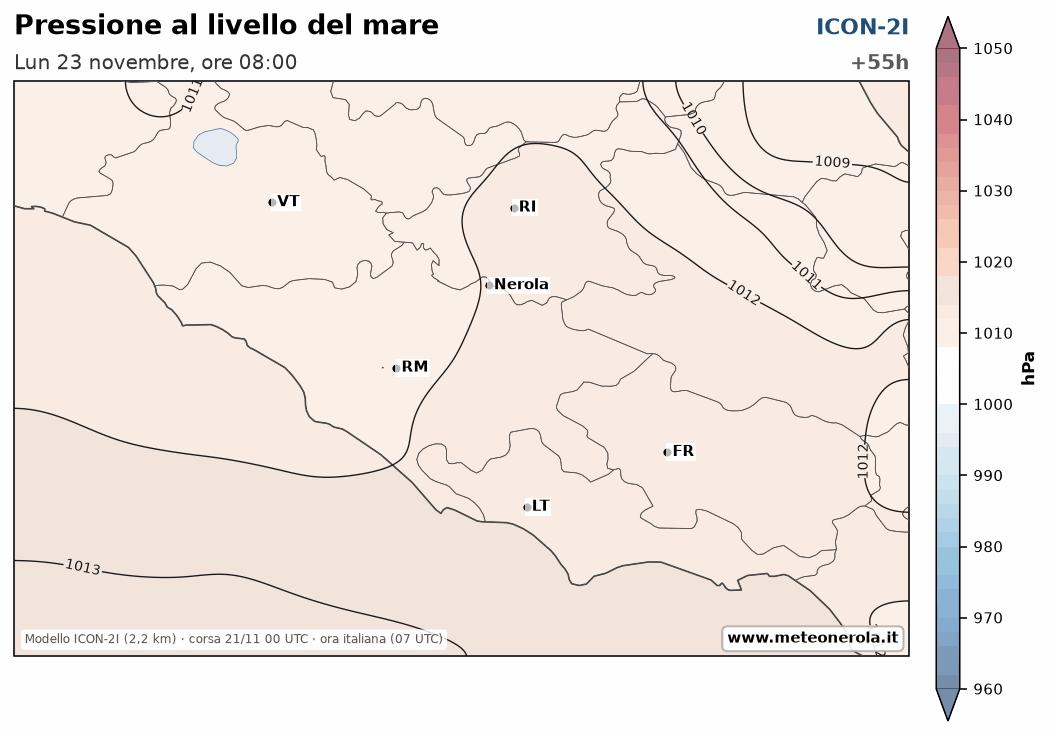 Pressione al livello del mare
ICON-2I
Lun 23 novembre, ore 08:00
+55h
1011
1010
1009
VT
RI
Nerola
1011
1012
RM
FR
1012
LT
1013
Modello ICON-2I (2,2 km) · corsa 21/11 00 UTC · ora italiana (07 UTC)
www.meteonerola.it
1050
1040
1030
1020
1010
1000
990
980
970
960
hPa